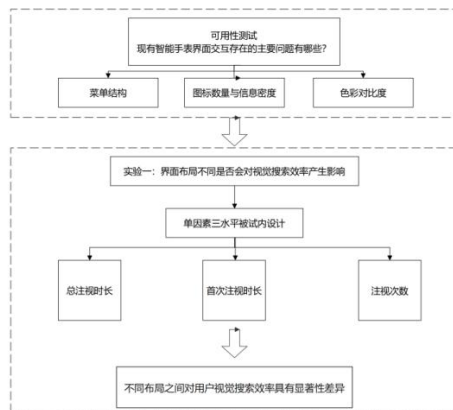 可用性测试
现有智能手表界面交互存在的主要问题有哪些?
菜单结构
图标数量与信息密度
色彩对比度
实验一：界面布局不同是否会对视觉搜索效率产生影响
单因素三水平被试内设计
总注视时长
首次注视时长
注视次数
不同布局之间对用户视觉搜索效率具有显著性差异